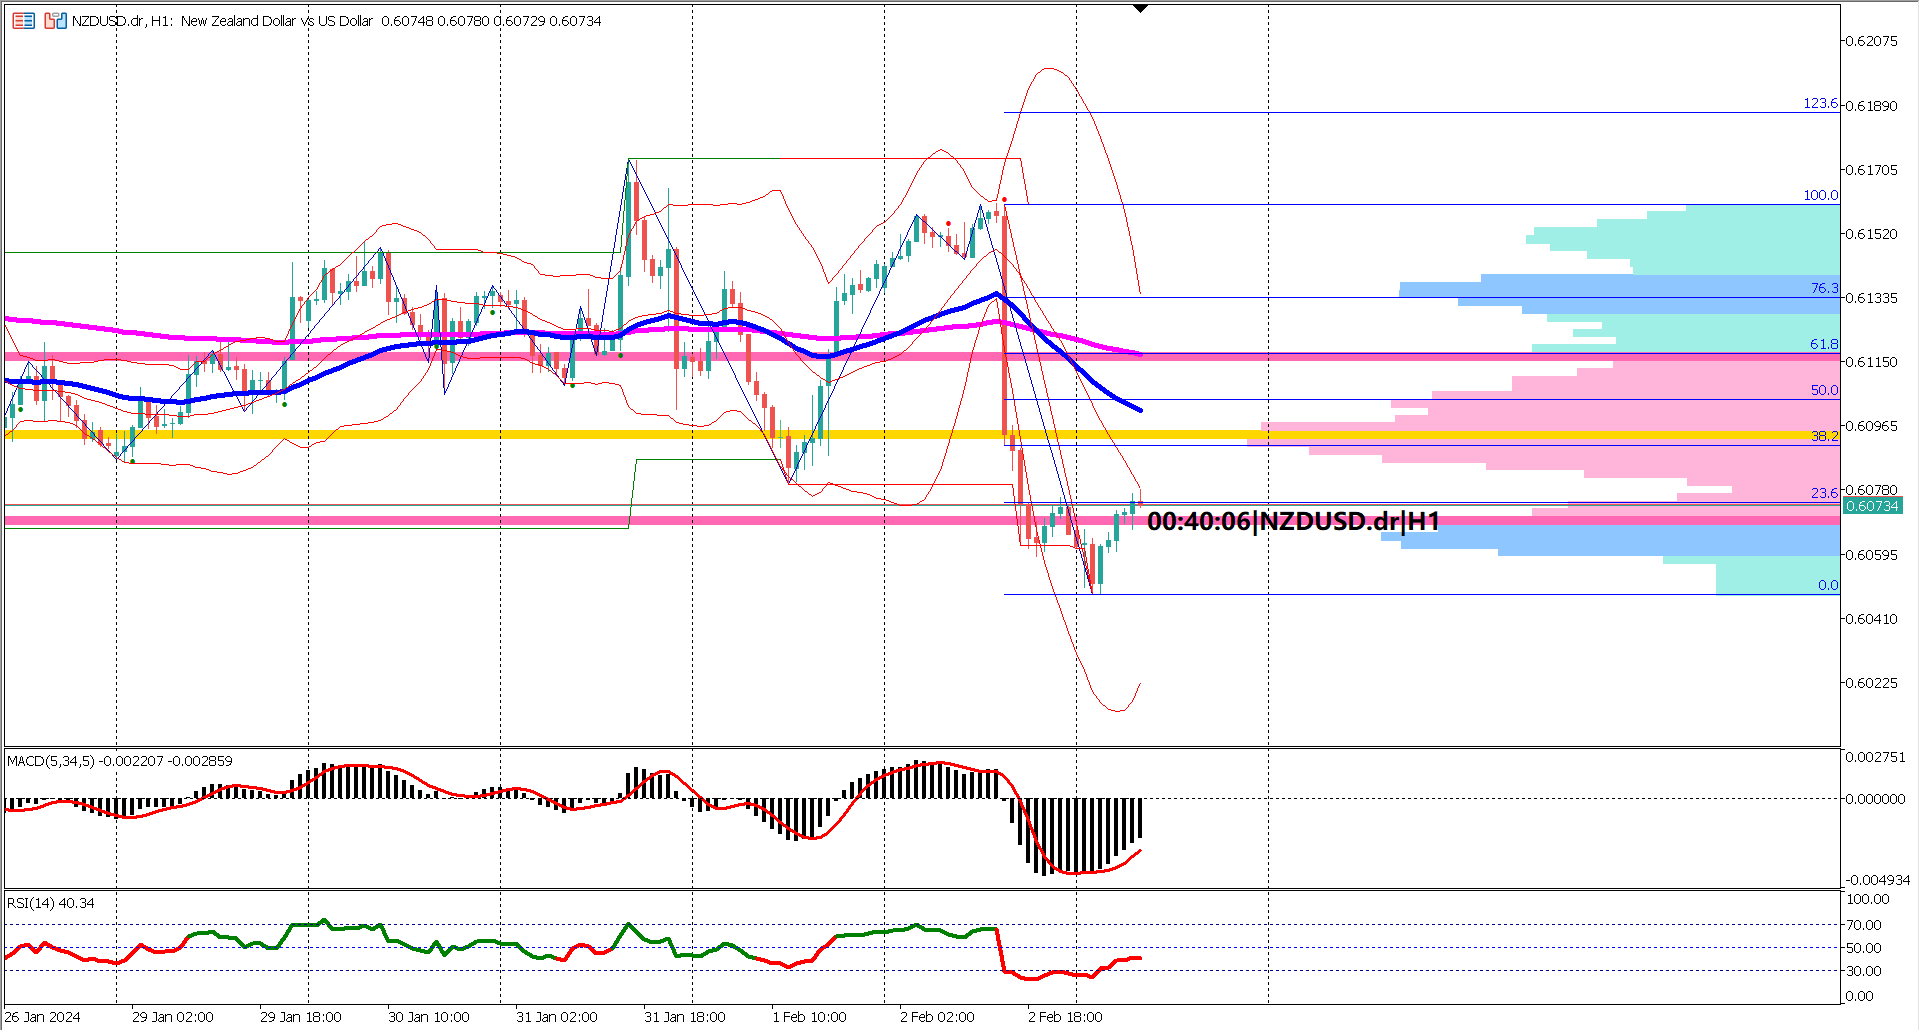 NZDUSD.dr, H1: New Zealand Dollar vs US Dollar 0.60748 0.60780 0.60729 0.60734
0.62075
123.6
0.61890
0.61705
100.0
0.61520
76.3
0.61335
61.8
0.61150
50.0
0.60965
38.2
0.60780
23.6
0.60734
00:40:06|NZDUSD.dr|H1
0.60595
0.0
0.60410
0.60225
MACD(5,34,5) -0.002207 -0.002859
0.002751
0.000000
-0.004934
RSI(14) 40.34
100.00
70.00
50.00
30.00
0.00
26 Jan 2024
29 Jan 02:00
29 Jan 18:00
30 Jan 10:00
31 Jan 02:00
31 Jan 18:00
1 Feb 10:00
2 Feb 02:00
2 Feb 18:00